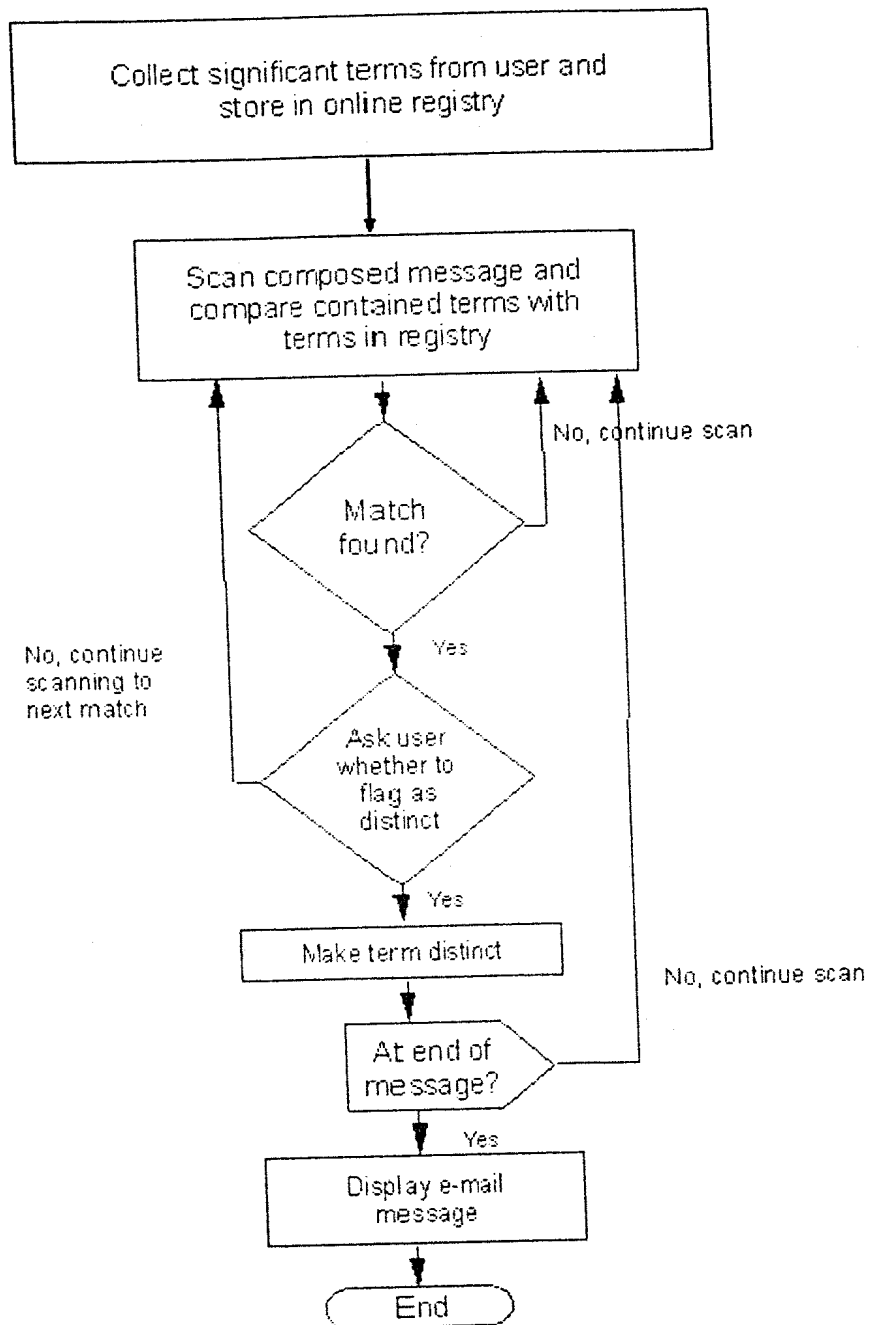 Collect significant terms from user and
store in online registry
Scan composed message and
compare contained terms with
terms in registry
No, continue scan
Match
found?
Yes
No, continue
scanning to
next match
Ask user
whether to
flag as
distinct
Yes
Make term distinct
No, continue scan
At end of
message?
Yes
Display e-mail
message
End